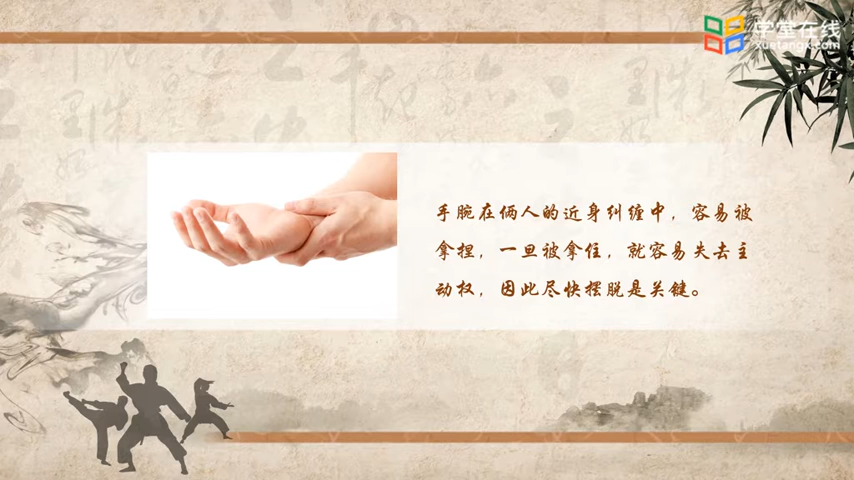 学堂在线
xuetangx.com
手腕在俩人的近身纠缠中，容易被
拿捏，一旦被拿住，就容易失去主
动权，因此尽快摆脱是关键。